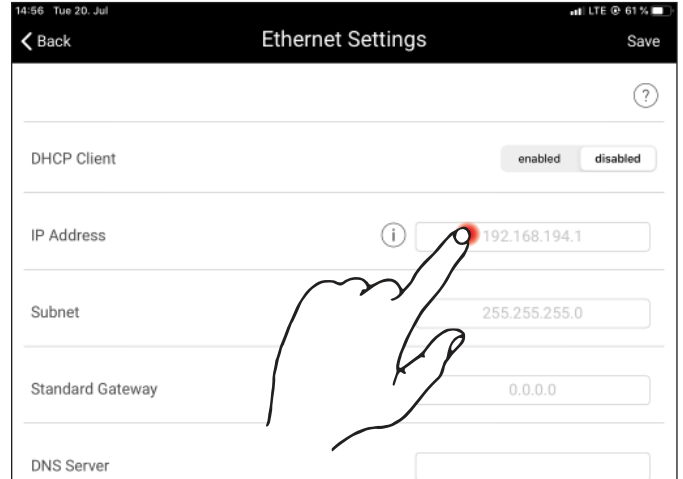 14:56 Tue 20. Jul LTE 61 %
Back Ethernet Settings Save
?
DHCP Client enabled disabled
IP Address i 192.168.194.1
Subnet 255.255.255.0
Standard Gateway 0.0.0.0
DNS Server